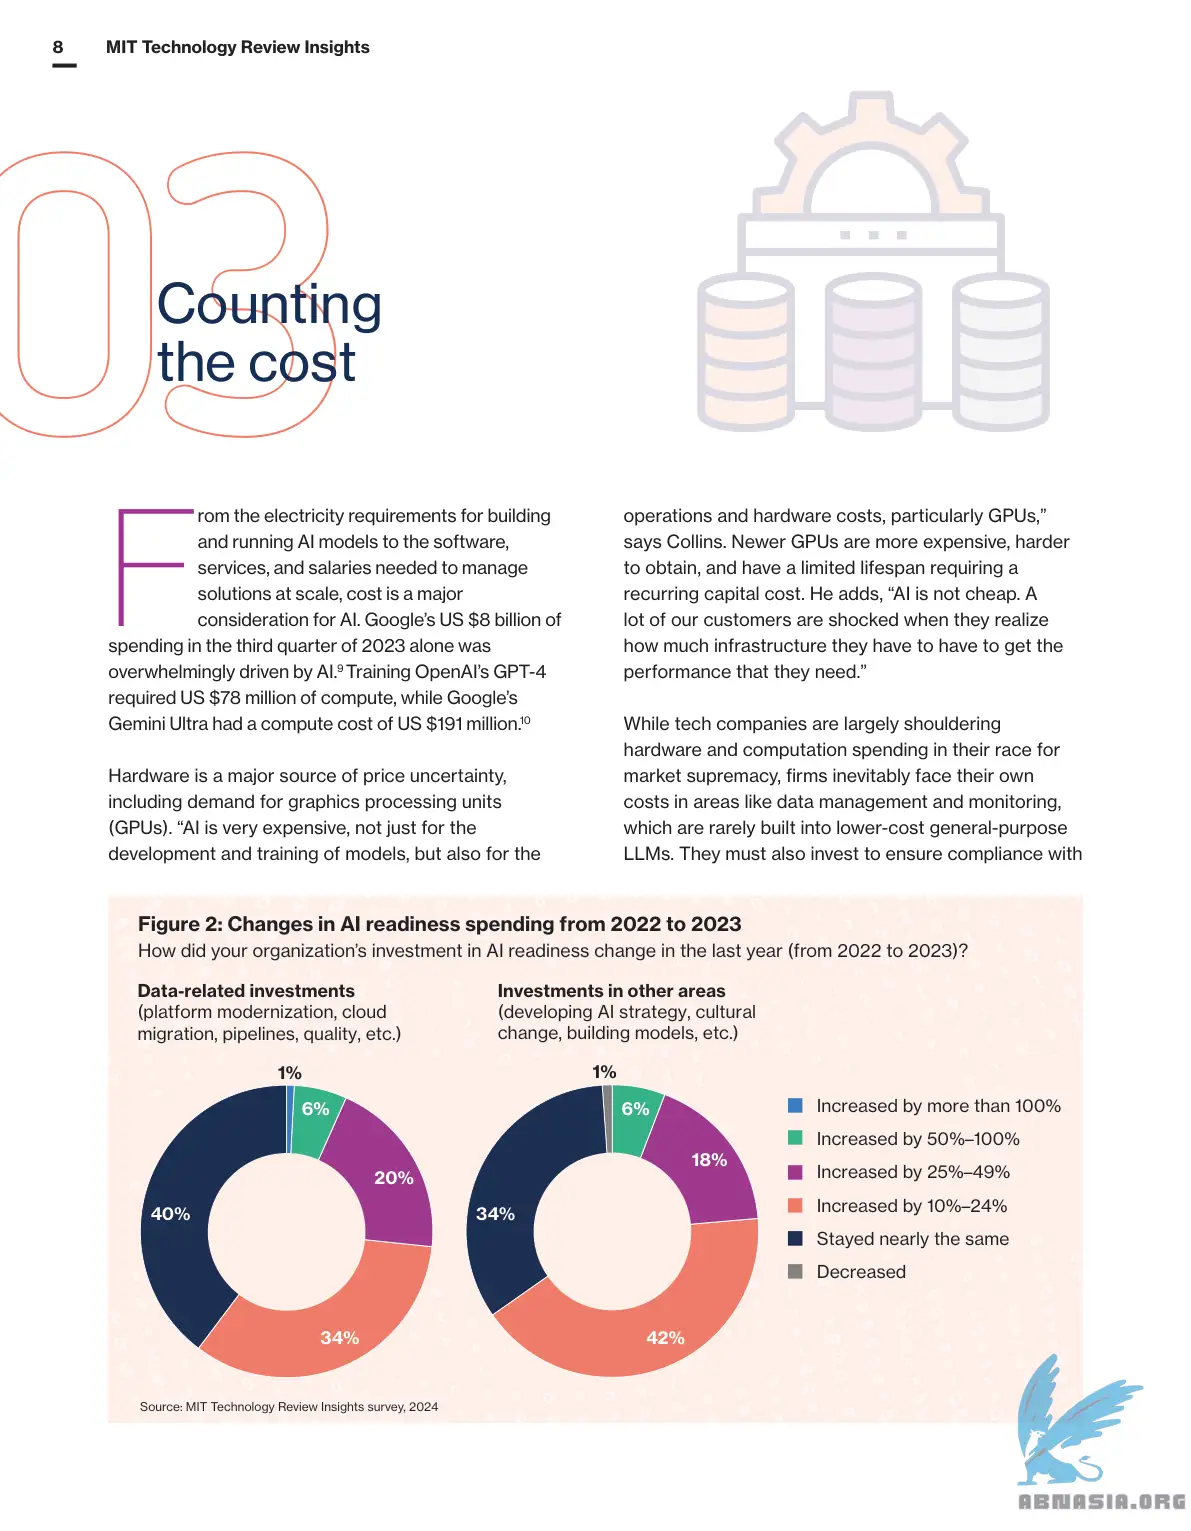 8 MIT Technology Review Insights
03
Counting
the cost
From the electricity requirements for building
and running AI models to the software,
services, and salaries needed to manage
solutions at scale, cost is a major
consideration for AI. Google’s US $8 billion of
spending in the third quarter of 2023 alone was
overwhelmingly driven by AI.⁹ Training OpenAI’s GPT-4
required US $78 million of compute, while Google’s
Gemini Ultra had a compute cost of US $191 million.¹⁰
Hardware is a major source of price uncertainty,
including demand for graphics processing units
(GPUs). “AI is very expensive, not just for the
development and training of models, but also for the
operations and hardware costs, particularly GPUs,”
says Collins. Newer GPUs are more expensive, harder
to obtain, and have a limited lifespan requiring a
recurring capital cost. He adds, “AI is not cheap. A
lot of our customers are shocked when they realize
how much infrastructure they have to have to get the
performance that they need.”
While tech companies are largely shouldering
hardware and computation spending in their race for
market supremacy, firms inevitably face their own
costs in areas like data management and monitoring,
which are rarely built into lower-cost general-purpose
LLMs. They must also invest to ensure compliance with
Figure 2: Changes in AI readiness spending from 2022 to 2023
How did your organization’s investment in AI readiness change in the last year (from 2022 to 2023)?
Data-related investments
(platform modernization, cloud
migration, pipelines, quality, etc.)
1%
6%
20%
40%
34%
Investments in other areas
(developing AI strategy, cultural
change, building models, etc.)
1%
6%
18%
34%
42%
Increased by more than 100%
Increased by 50%–100%
Increased by 25%–49%
Increased by 10%–24%
Stayed nearly the same
Decreased
Source: MIT Technology Review Insights survey, 2024
ABNASIA.ORG